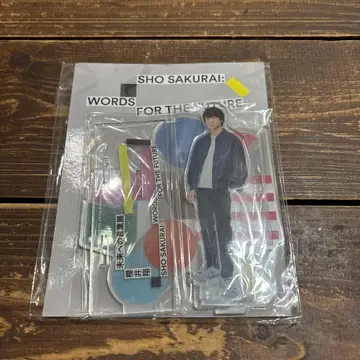 SHO SAKURAI:
WORDS
FOR THE FUTURE
未来への言葉展
櫻井翔
SHO SAKURAI: WORDS FOR THE FUTURE